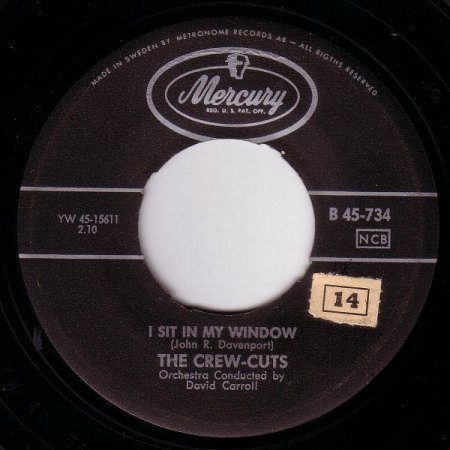 MADE IN SWEDEN BY METRONOME RECORDS AB — ALL RIGTHS RESERVED
Mercury
REG. U. S. PAT. OFF.
YW 45-15611
2.10
B 45-734
NCB
14
I SIT IN MY WINDOW
(John R. Davenport)
THE CREW-CUTS
Orchestra Conducted by
David Carroll